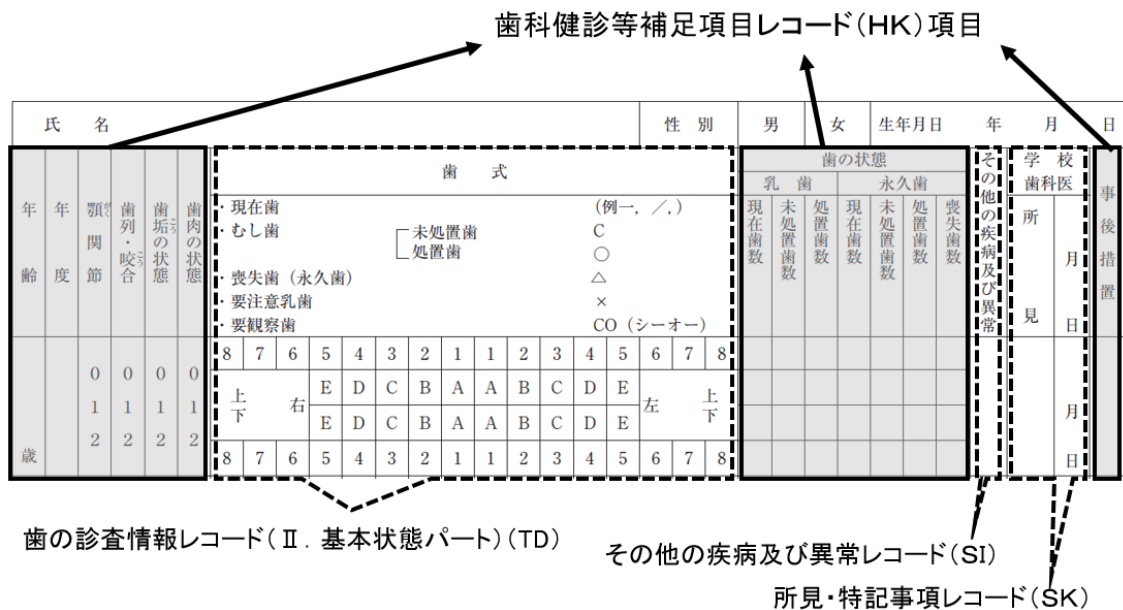 歯科健診等補足項目レコード(HK)項目
氏　名
性 別
男
女
生年月日　年　月　日
年齢
年度
顎関節
がく
歯列・咬合
こう
歯垢の状態
こう
歯肉の状態
歯　式
・現在歯　(例一, ／,)
・むし歯　未処置歯　C
処置歯　○
・喪失歯（永久歯）　△
・要注意乳歯　×
・要観察歯　CO（シーオー）
歯の状態
乳　歯
永久歯
現在歯数
未処置歯数
処置歯数
現在歯数
未処置歯数
処置歯数
喪失歯数
その他の疾病及び異常
学　校
歯科医
所見
月
日
事後措置
8 7 6 5 4 3 2 1 1 2 3 4 5 6 7 8
E D C B A A B C D E
上下　右
左　上下
E D C B A A B C D E
8 7 6 5 4 3 2 1 1 2 3 4 5 6 7 8
歳
0 0 0 0
1 1 1 1
2 2 2 2
月
日
歯の診査情報レコード(Ⅱ. 基本状態パート)(TD)
その他の疾病及び異常レコード(SI)
所見・特記事項レコード(SK)